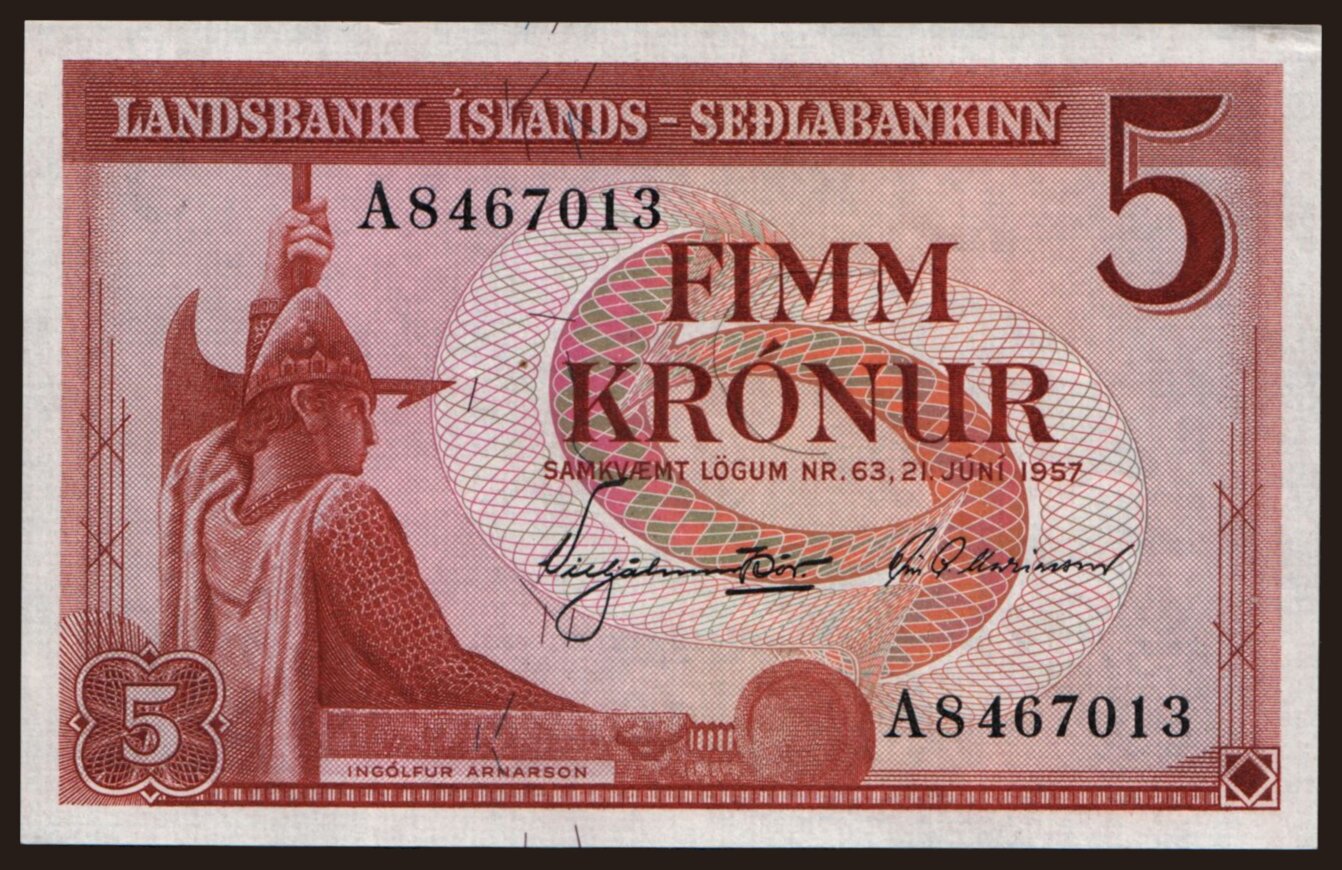 LANDSBANKI ÍSLANDS - SEÐLABANKINN
5
A8467013
FIMM
KRÓNUR
SAMKVÆMT LÖGUM NR. 63, 21. JÚNÍ 1957
A8467013
5
INGÓLFUR ARNARSON